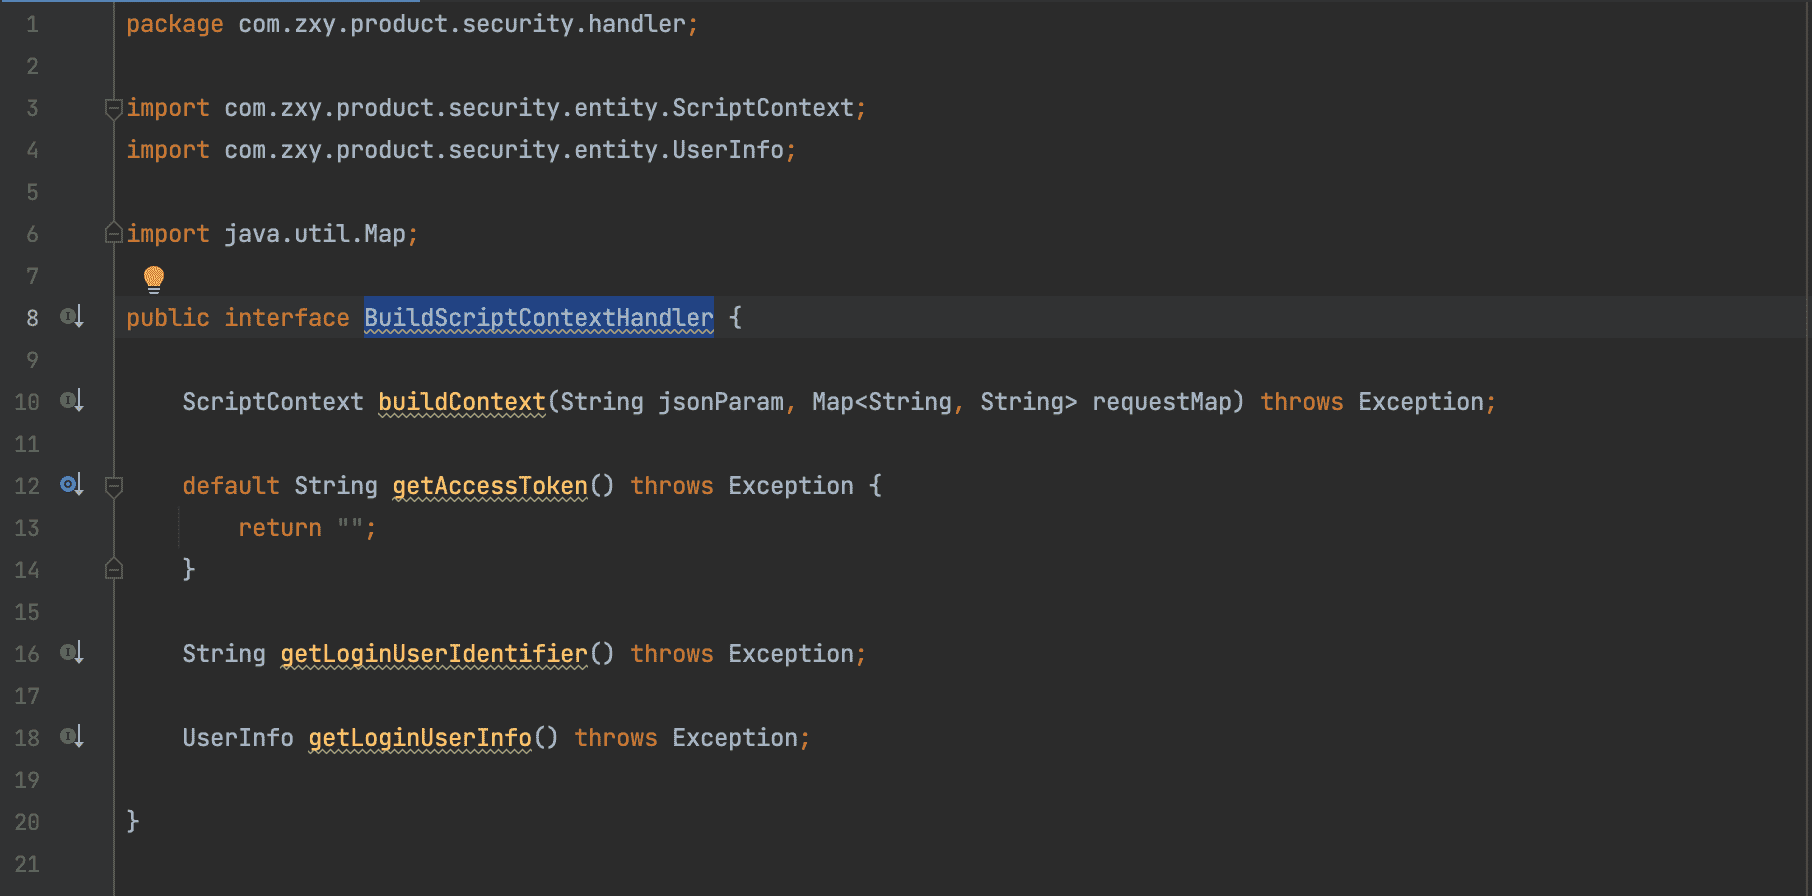 1 package com.zxy.product.security.handler;
2
3 import com.zxy.product.security.entity.ScriptContext;
4 import com.zxy.product.security.entity.UserInfo;
5
6 import java.util.Map;
7
8 public interface BuildScriptContextHandler {
9
10 ScriptContext buildContext(String jsonParam, Map<String, String> requestMap) throws Exception;
11
12 default String getAccessToken() throws Exception {
13 return "";
14 }
15
16 String getLoginUserIdentifier() throws Exception;
17
18 UserInfo getLoginUserInfo() throws Exception;
19
20 }
21